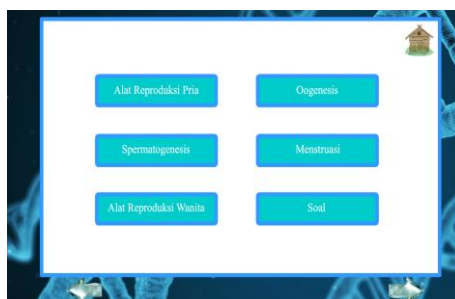 Alat Reproduksi Pria
Oogenesis
Spermatogenesis
Menstruasi
Alat Reproduksi Wanita
Soal